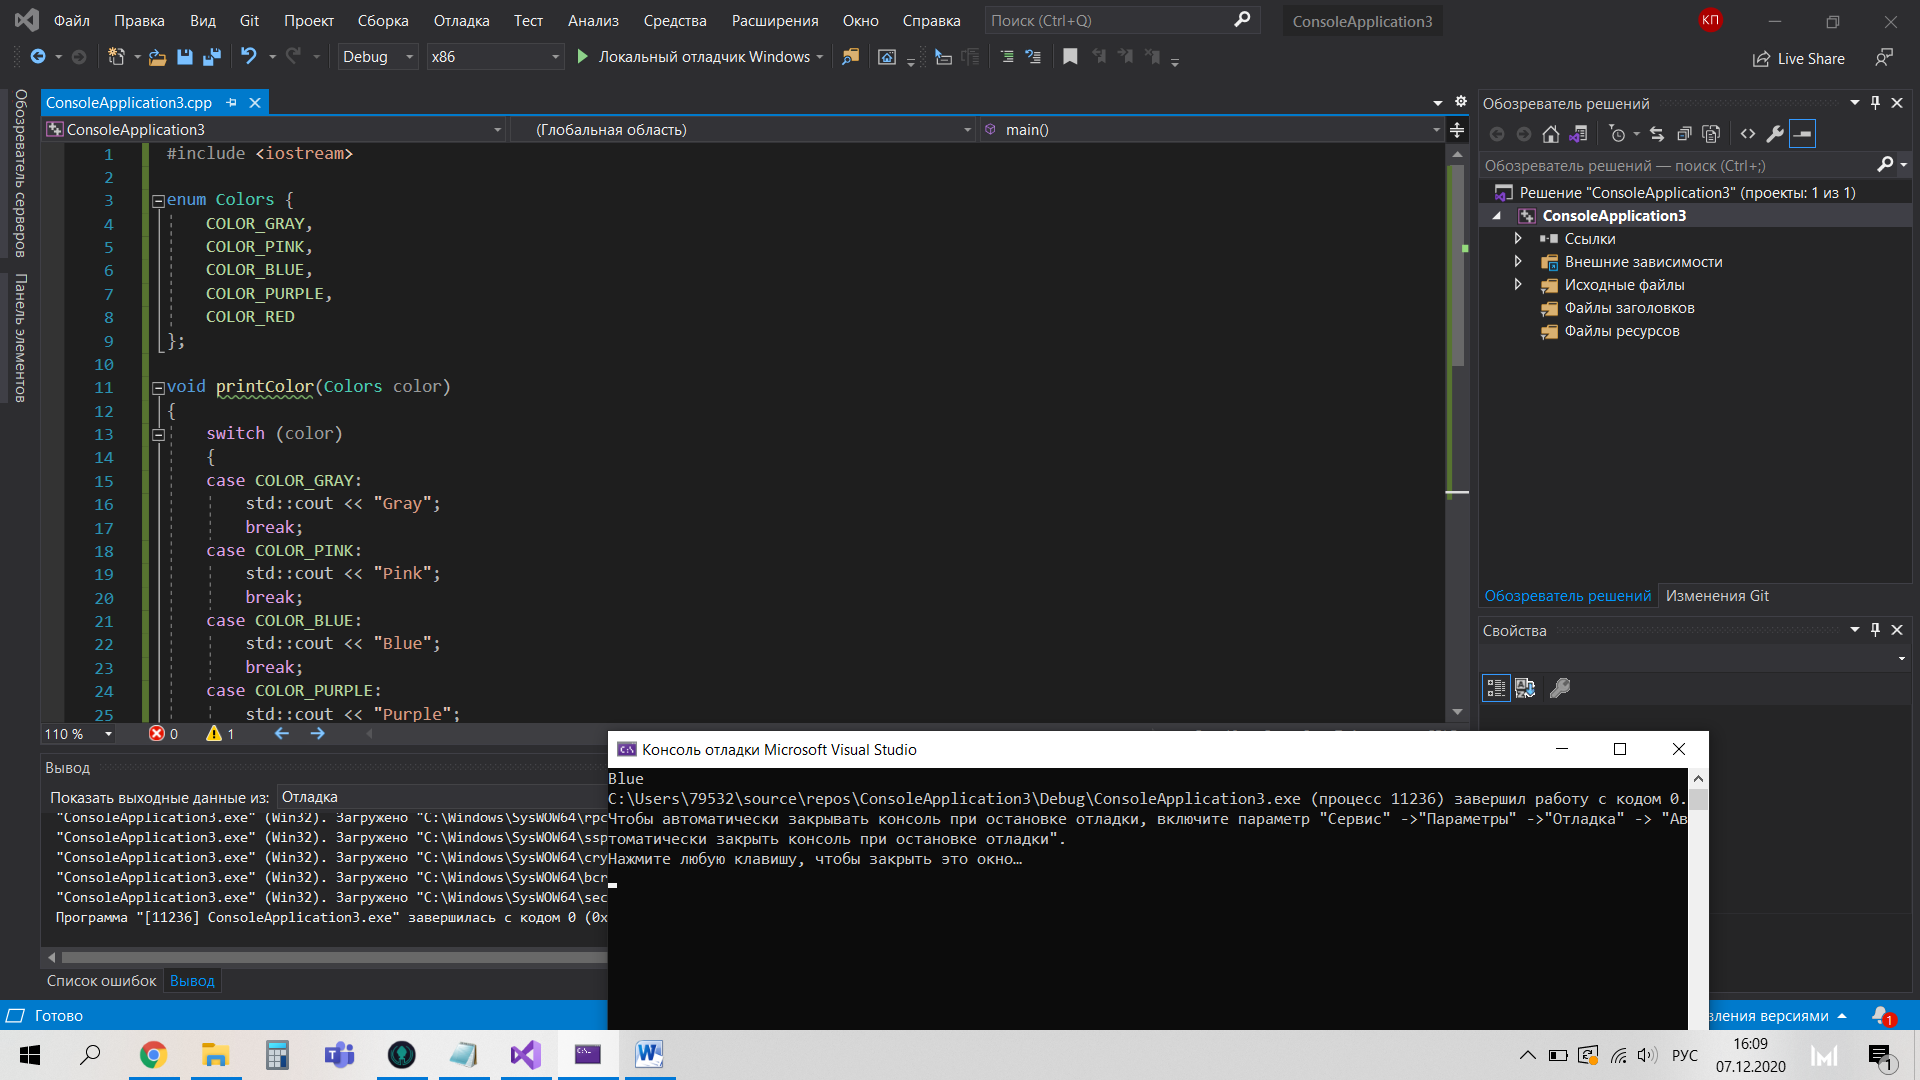 Файл Правка Вид Git Проект Сборка Отладка Тест Анализ Средства Расширения Окно Справка Поиск (Ctrl+Q) ConsoleApplication3 КП
Debug x86 Локальный отладчик Windows Live Share
Обозреватель серверов
Панель элементов
ConsoleApplication3.cpp
ConsoleApplication3 (Глобальная область) main()
1 #include <iostream>
2
3 enum Colors {
4 COLOR_GRAY,
5 COLOR_PINK,
6 COLOR_BLUE,
7 COLOR_PURPLE,
8 COLOR_RED
9 };
10
11 void printColor(Colors color)
12 {
13 switch (color)
14 {
15 case COLOR_GRAY:
16 std::cout << "Gray";
17 break;
18 case COLOR_PINK:
19 std::cout << "Pink";
20 break;
21 case COLOR_BLUE:
22 std::cout << "Blue";
23 break;
24 case COLOR_PURPLE:
25 std::cout << "Purple";
110 % 0 1
Обозреватель решений
Обозреватель решений — поиск (Ctrl+;)
Решение "ConsoleApplication3" (проекты: 1 из 1)
ConsoleApplication3
Ссылки
Внешние зависимости
Исходные файлы
Файлы заголовков
Файлы ресурсов
Обозреватель решений Изменения Git
Свойства
Вывод
Показать выходные данные из: Отладка
"ConsoleApplication3.exe" (Win32). Загружено "C:\Windows\SysWOW64\rpc
"ConsoleApplication3.exe" (Win32). Загружено "C:\Windows\SysWOW64\ssp
"ConsoleApplication3.exe" (Win32). Загружено "C:\Windows\SysWOW64\cry
"ConsoleApplication3.exe" (Win32). Загружено "C:\Windows\SysWOW64\bcr
"ConsoleApplication3.exe" (Win32). Загружено "C:\Windows\SysWOW64\sec
Программа "[11236] ConsoleApplication3.exe" завершилась с кодом 0 (0x
Список ошибок Вывод
Консоль отладки Microsoft Visual Studio
Blue
C:\Users\79532\source\repos\ConsoleApplication3\Debug\ConsoleApplication3.exe (процесс 11236) завершил работу с кодом 0.
Чтобы автоматически закрывать консоль при остановке отладки, включите параметр "Сервис" ->"Параметры" ->"Отладка" -> "Ав
томатически закрыть консоль при остановке отладки".
Нажмите любую клавишу, чтобы закрыть это окно…
Готово вления версиями 1
РУС 16:09
07.12.2020 1